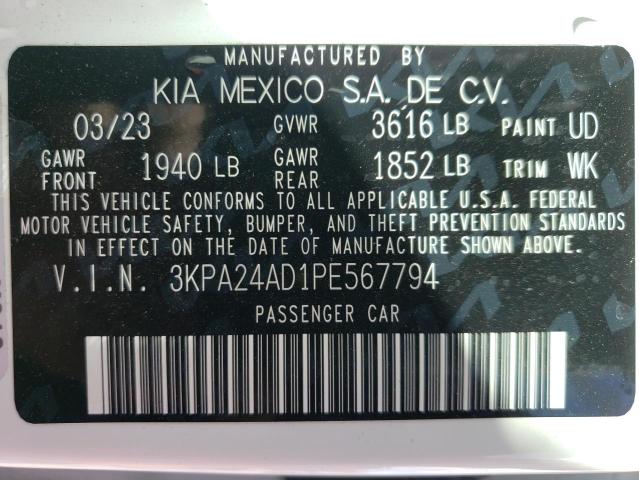 MANUFACTURED BY
KIA MEXICO S.A. DE C.V.
03/23 GVWR 3616 LB PAINT UD
GAWR FRONT 1940 LB GAWR REAR 1852 LB TRIM WK
THIS VEHICLE CONFORMS TO ALL APPLICABLE U.S.A. FEDERAL
MOTOR VEHICLE SAFETY, BUMPER, AND THEFT PREVENTION STANDARDS
IN EFFECT ON THE DATE OF MANUFACTURE SHOWN ABOVE.
V.I.N. 3KPA24AD1PE567794
PASSENGER CAR